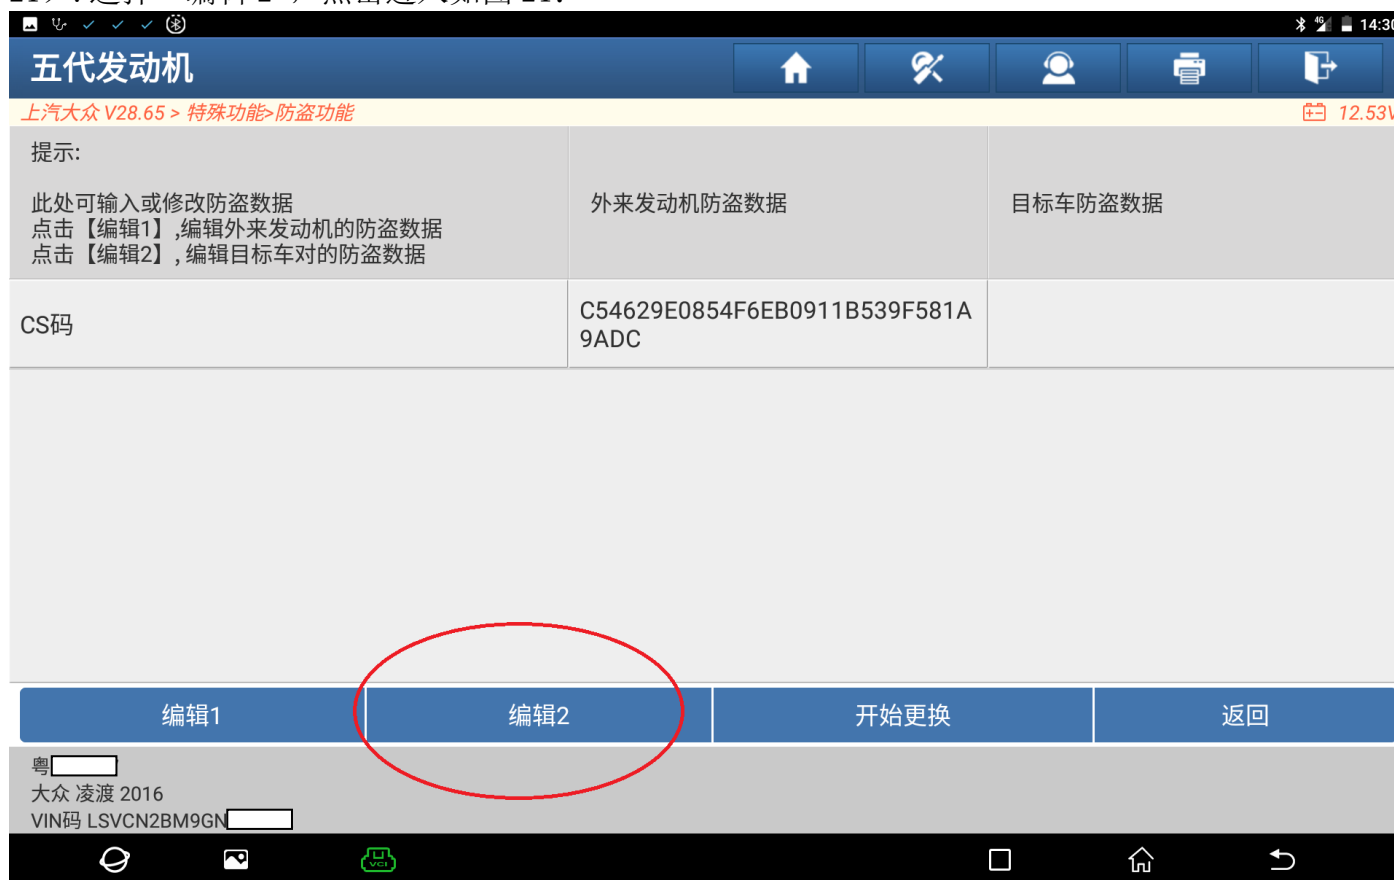 14:30
五代发动机
上汽大众 V28.65 > 特殊功能>防盗功能
12.53V
提示:
此处可输入或修改防盗数据
点击【编辑1】,编辑外来发动机的防盗数据
点击【编辑2】, 编辑目标车对的防盗数据
外来发动机防盗数据
目标车防盗数据
CS码
C54629E0854F6EB0911B539F581A
9ADC
编辑1
编辑2
开始更换
返回
粤
大众 凌渡 2016
VIN码 LSVCN2BM9GN
VCI